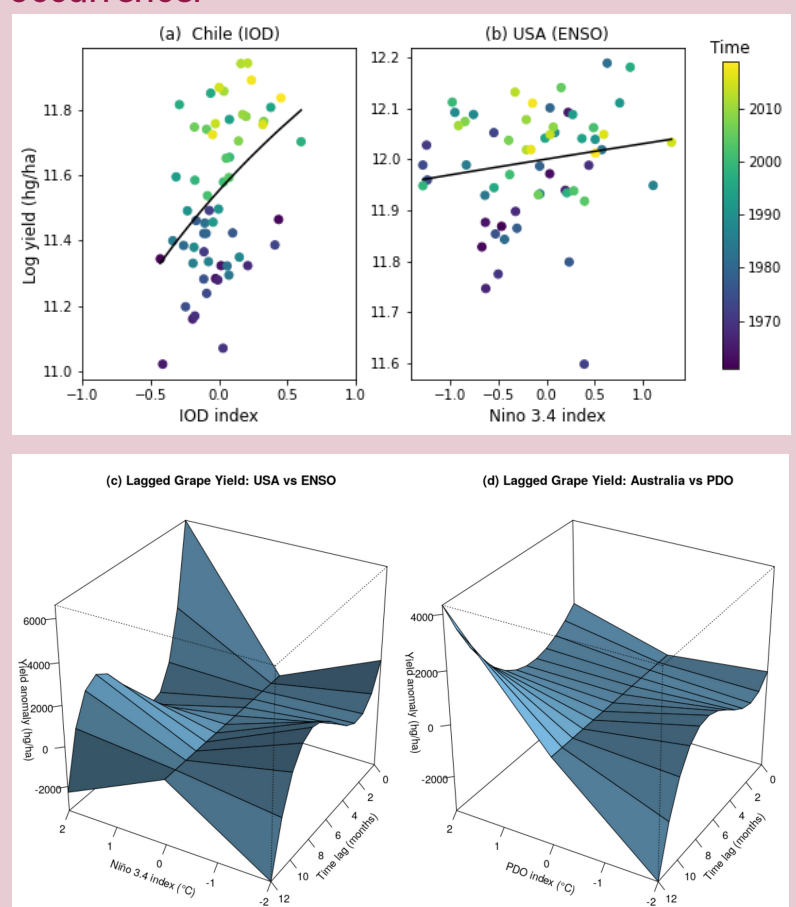 (a) Chile (IOD)
Log yield (hg/ha)
11.8
11.6
11.4
11.2
11.0
−1.0 −0.5 0.0 0.5 1.0
IOD index
(b) USA (ENSO)
12.2
12.1
12.0
11.9
11.8
11.7
11.6
−1.0 −0.5 0.0 0.5 1.0
Nino 3.4 index
Time
2010
2000
1990
1980
1970
(c) Lagged Grape Yield: USA vs ENSO
Yield anomaly (hg/ha)
6000
4000
2000
0
-2000
2 1 0 -1 -2
Niño 3.4 index (°C)
12 10 8 6 4 2 0
Time lag (months)
(d) Lagged Grape Yield: Australia vs PDO
Yield anomaly (hg/ha)
4000
2000
0
-2000
2 1 0 -1 -2
PDO index (°C)
12 10 8 6 4 2 0
Time lag (months)